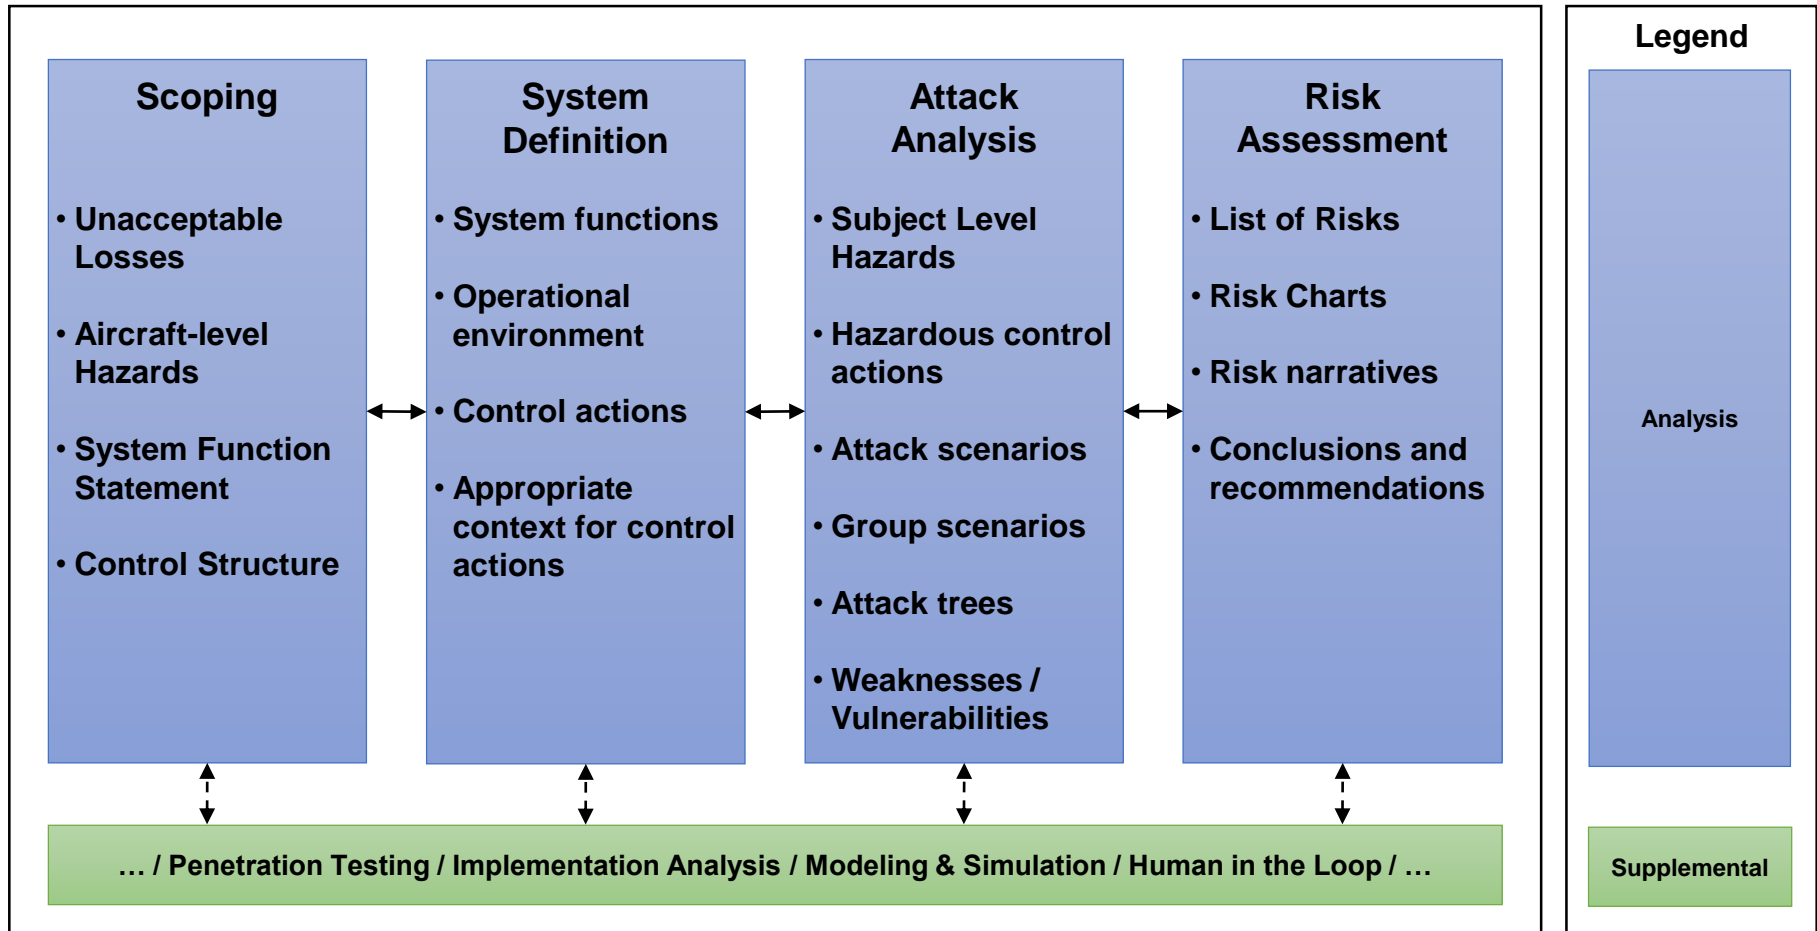 Scoping
• Unacceptable
Losses
• Aircraft-level
Hazards
• System Function
Statement
• Control Structure
System
Definition
• System functions
• Operational
environment
• Control actions
• Appropriate
context for control
actions
Attack
Analysis
• Subject Level
Hazards
• Hazardous control
actions
• Attack scenarios
• Group scenarios
• Attack trees
• Weaknesses /
Vulnerabilities
Risk
Assessment
• List of Risks
• Risk Charts
• Risk narratives
• Conclusions and
recommendations
… / Penetration Testing / Implementation Analysis / Modeling & Simulation / Human in the Loop / …
Legend
Analysis
Supplemental